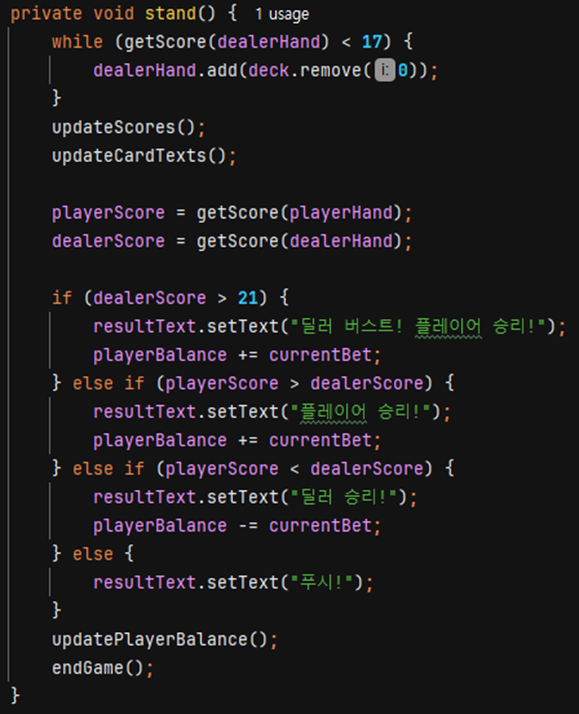 private void stand() { 1 usage
while (getScore(dealerHand) < 17) {
dealerHand.add(deck.remove( i: 0));
}
updateScores();
updateCardTexts();
playerScore = getScore(playerHand);
dealerScore = getScore(dealerHand);
if (dealerScore > 21) {
resultText.setText("딜러 버스트! 플레이어 승리!");
playerBalance += currentBet;
} else if (playerScore > dealerScore) {
resultText.setText("플레이어 승리!");
playerBalance += currentBet;
} else if (playerScore < dealerScore) {
resultText.setText("딜러 승리!");
playerBalance -= currentBet;
} else {
resultText.setText("푸시!");
}
updatePlayerBalance();
endGame();
}